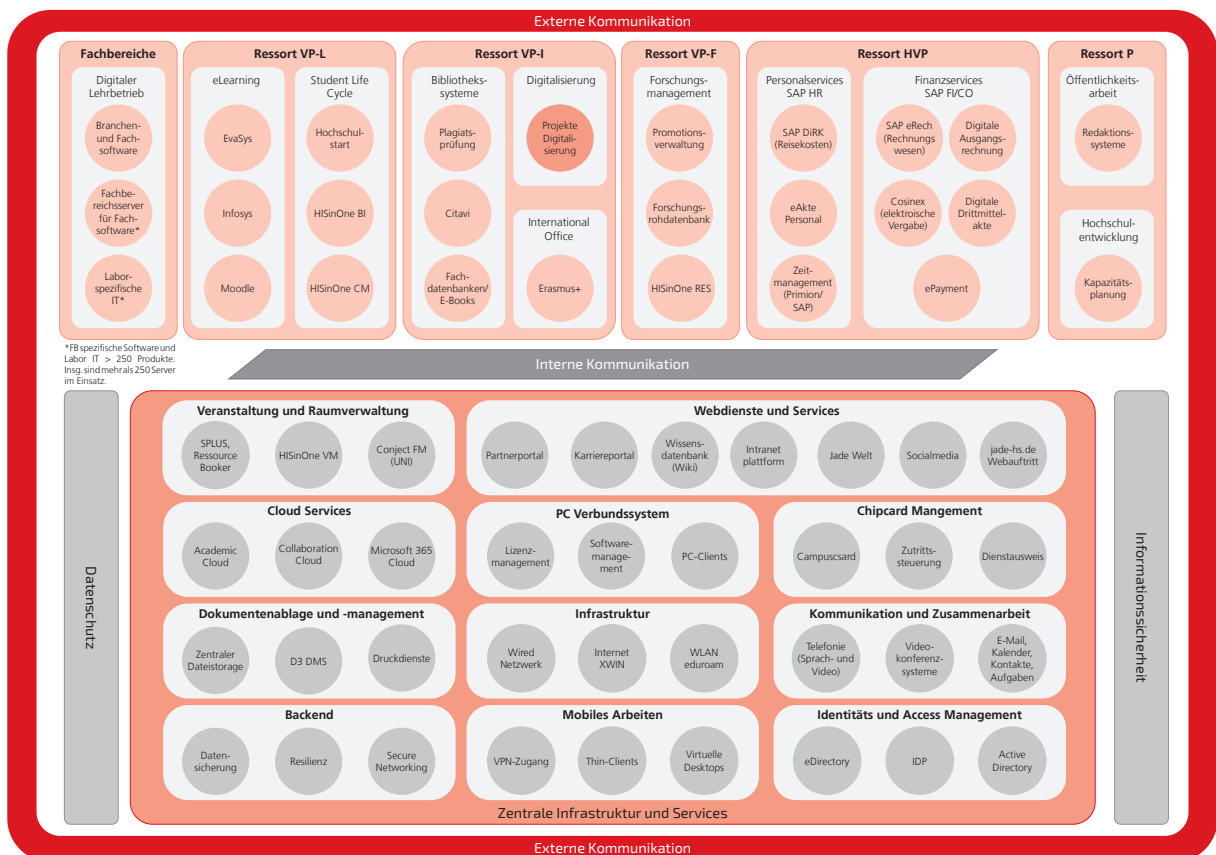 Externe Kommunikation
Fachbereiche
Digitaler
Lehrbetrieb
Branchen-
und Fach-
software
Fachbe-
reichsserver
für Fach-
software*
Labor-
spezifische
IT*
Ressort VP-L
eLearning
EvaSys
Infosys
Moodle
Student Life
Cycle
Hochschul-
start
HISinOne BI
HISinOne CM
Ressort VP-I
Bibliotheks-
systeme
Plagiats-
prüfung
Citavi
Fach-
datenbanken/
E-Books
Digitalisierung
Projekte
Digitali-
sierung
International
Office
Erasmus+
Ressort VP-F
Forschungs-
management
Promotions-
verwaltung
Forschungs-
rohdatenbank
HISinOne RES
Ressort HVP
Personalservices
SAP HR
SAP DiRK
(Reisekosten)
eAkte
Personal
Zeit-
management
(Primion/
SAP)
Finanzservices
SAP FI/CO
SAP eRech
(Rechnungs
wesen)
Digitale
Ausgangs-
rechnung
Cosinex
(elektroische
Vergabe)
Digitale
Drittmittel-
akte
ePayment
Ressort P
Öffentlichkeits-
arbeit
Redaktions-
systeme
Hochschul-
entwicklung
Kapazitäts-
planung
*FB spezifische Software und
Labor IT > 250 Produkte.
Insg. sind mehr als 250 Server
im Einsatz.
Interne Kommunikation
Datenschutz
Veranstaltung und Raumverwaltung
SPLUS,
Ressource
Booker
HISinOne VM
Conject FM
(UNI)
Webdienste und Services
Partnerportal
Karriereportal
Wissens-
datenbank
(Wiki)
Intranet
plattform
Jade Welt
Socialmedia
jade-hs.de
Webauftritt
Cloud Services
Academic
Cloud
Collaboration
Cloud
Microsoft 365
Cloud
PC Verbundssystem
Lizenz-
management
Software-
manage-
ment
PC-Clients
Chipcard Mangement
Campuscsard
Zutritts-
steuerung
Dienstausweis
Dokumentenablage und -management
Zentraler
Dateistorage
D3 DMS
Druckdienste
Infrastruktur
Wired
Netzwerk
Internet
XWIN
WLAN
eduroam
Kommunikation und Zusammenarbeit
Telefonie
(Sprach- und
Video)
Video-
konferenz-
systeme
E-Mail,
Kalender,
Kontakte,
Aufgaben
Backend
Daten-
sicherung
Resilienz
Secure
Networking
Mobiles Arbeiten
VPN-Zugang
Thin-Clients
Virtuelle
Desktops
Identitäts und Access Management
eDirectory
IDP
Active
Directory
Zentrale Infrastruktur und Services
Informationssicherheit
Externe Kommunikation